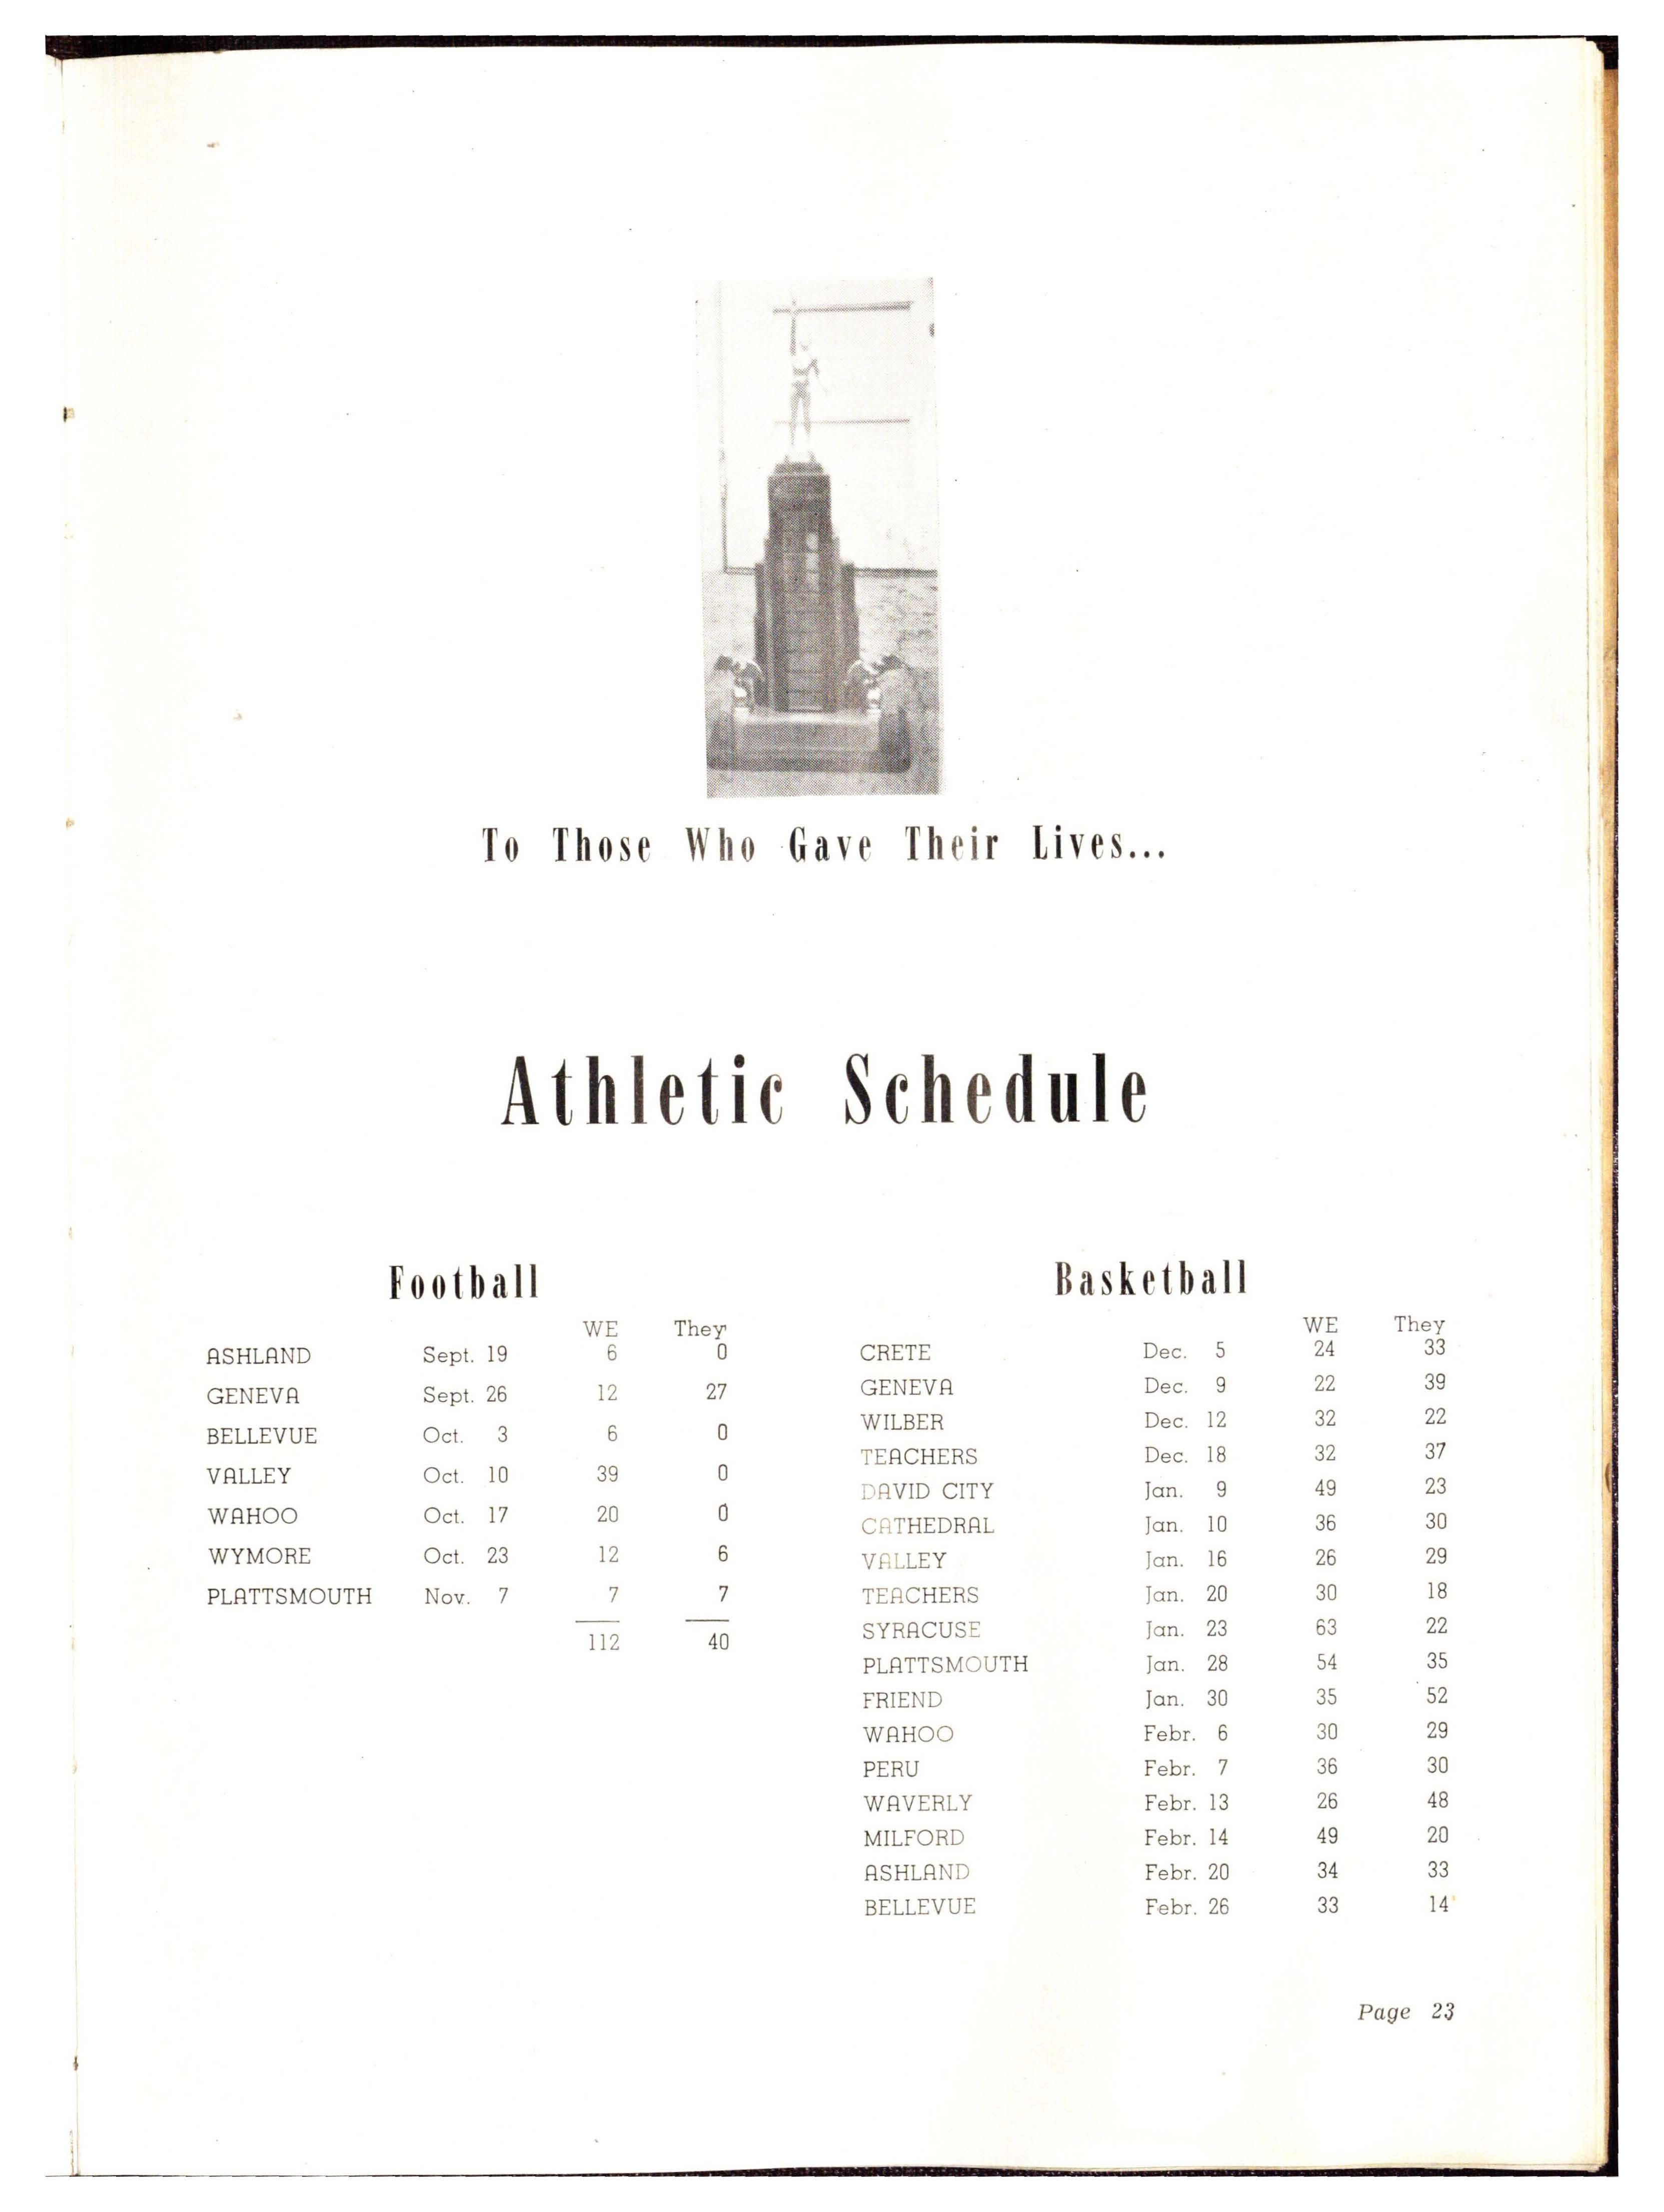 To Those Who Gave Their Lives...
Athletic Schedule
Football
WE They
ASHLAND Sept. 19 6 0
GENEVA Sept. 26 12 27
BELLEVUE Oct. 3 6 0
VALLEY Oct. 10 39 0
WAHOO Oct. 17 20 0
WYMORE Oct. 23 12 6
PLATTSMOUTH Nov. 7 7 7
112 40
Basketball
WE They
CRETE Dec. 5 24 33
GENEVA Dec. 9 22 39
WILBER Dec. 12 32 22
TEACHERS Dec. 18 32 37
DAVID CITY Jan. 9 49 23
CATHEDRAL Jan. 10 36 30
VALLEY Jan. 16 26 29
TEACHERS Jan. 20 30 18
SYRACUSE Jan. 23 63 22
PLATTSMOUTH Jan. 28 54 35
FRIEND Jan. 30 35 52
WAHOO Febr. 6 30 29
PERU Febr. 7 36 30
WAVERLY Febr. 13 26 48
MILFORD Febr. 14 49 20
ASHLAND Febr. 20 34 33
BELLEVUE Febr. 26 33 14
Page 23